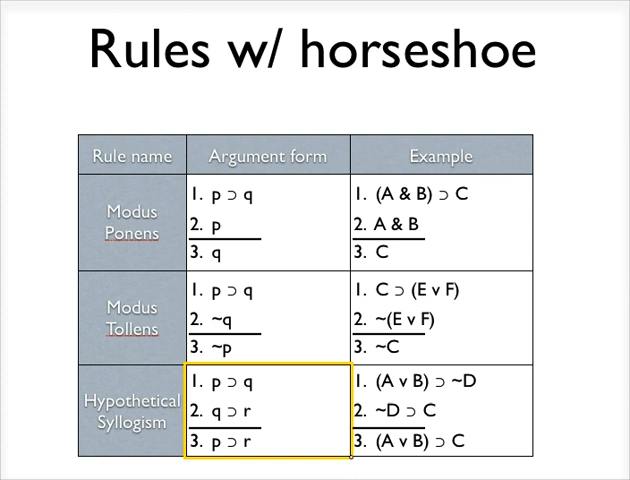 Rules w/ horseshoe
Rule name
Argument form
Example
Modus
Ponens
1. p ⊃ q
2. p
3. q
1. (A & B) ⊃ C
2. A & B
3. C
Modus
Tollens
1. p ⊃ q
2. ~q
3. ~p
1. C ⊃ (E v F)
2. ~(E v F)
3. ~C
Hypothetical
Syllogism
1. p ⊃ q
2. q ⊃ r
3. p ⊃ r
1. (A v B) ⊃ ~D
2. ~D ⊃ C
3. (A v B) ⊃ C